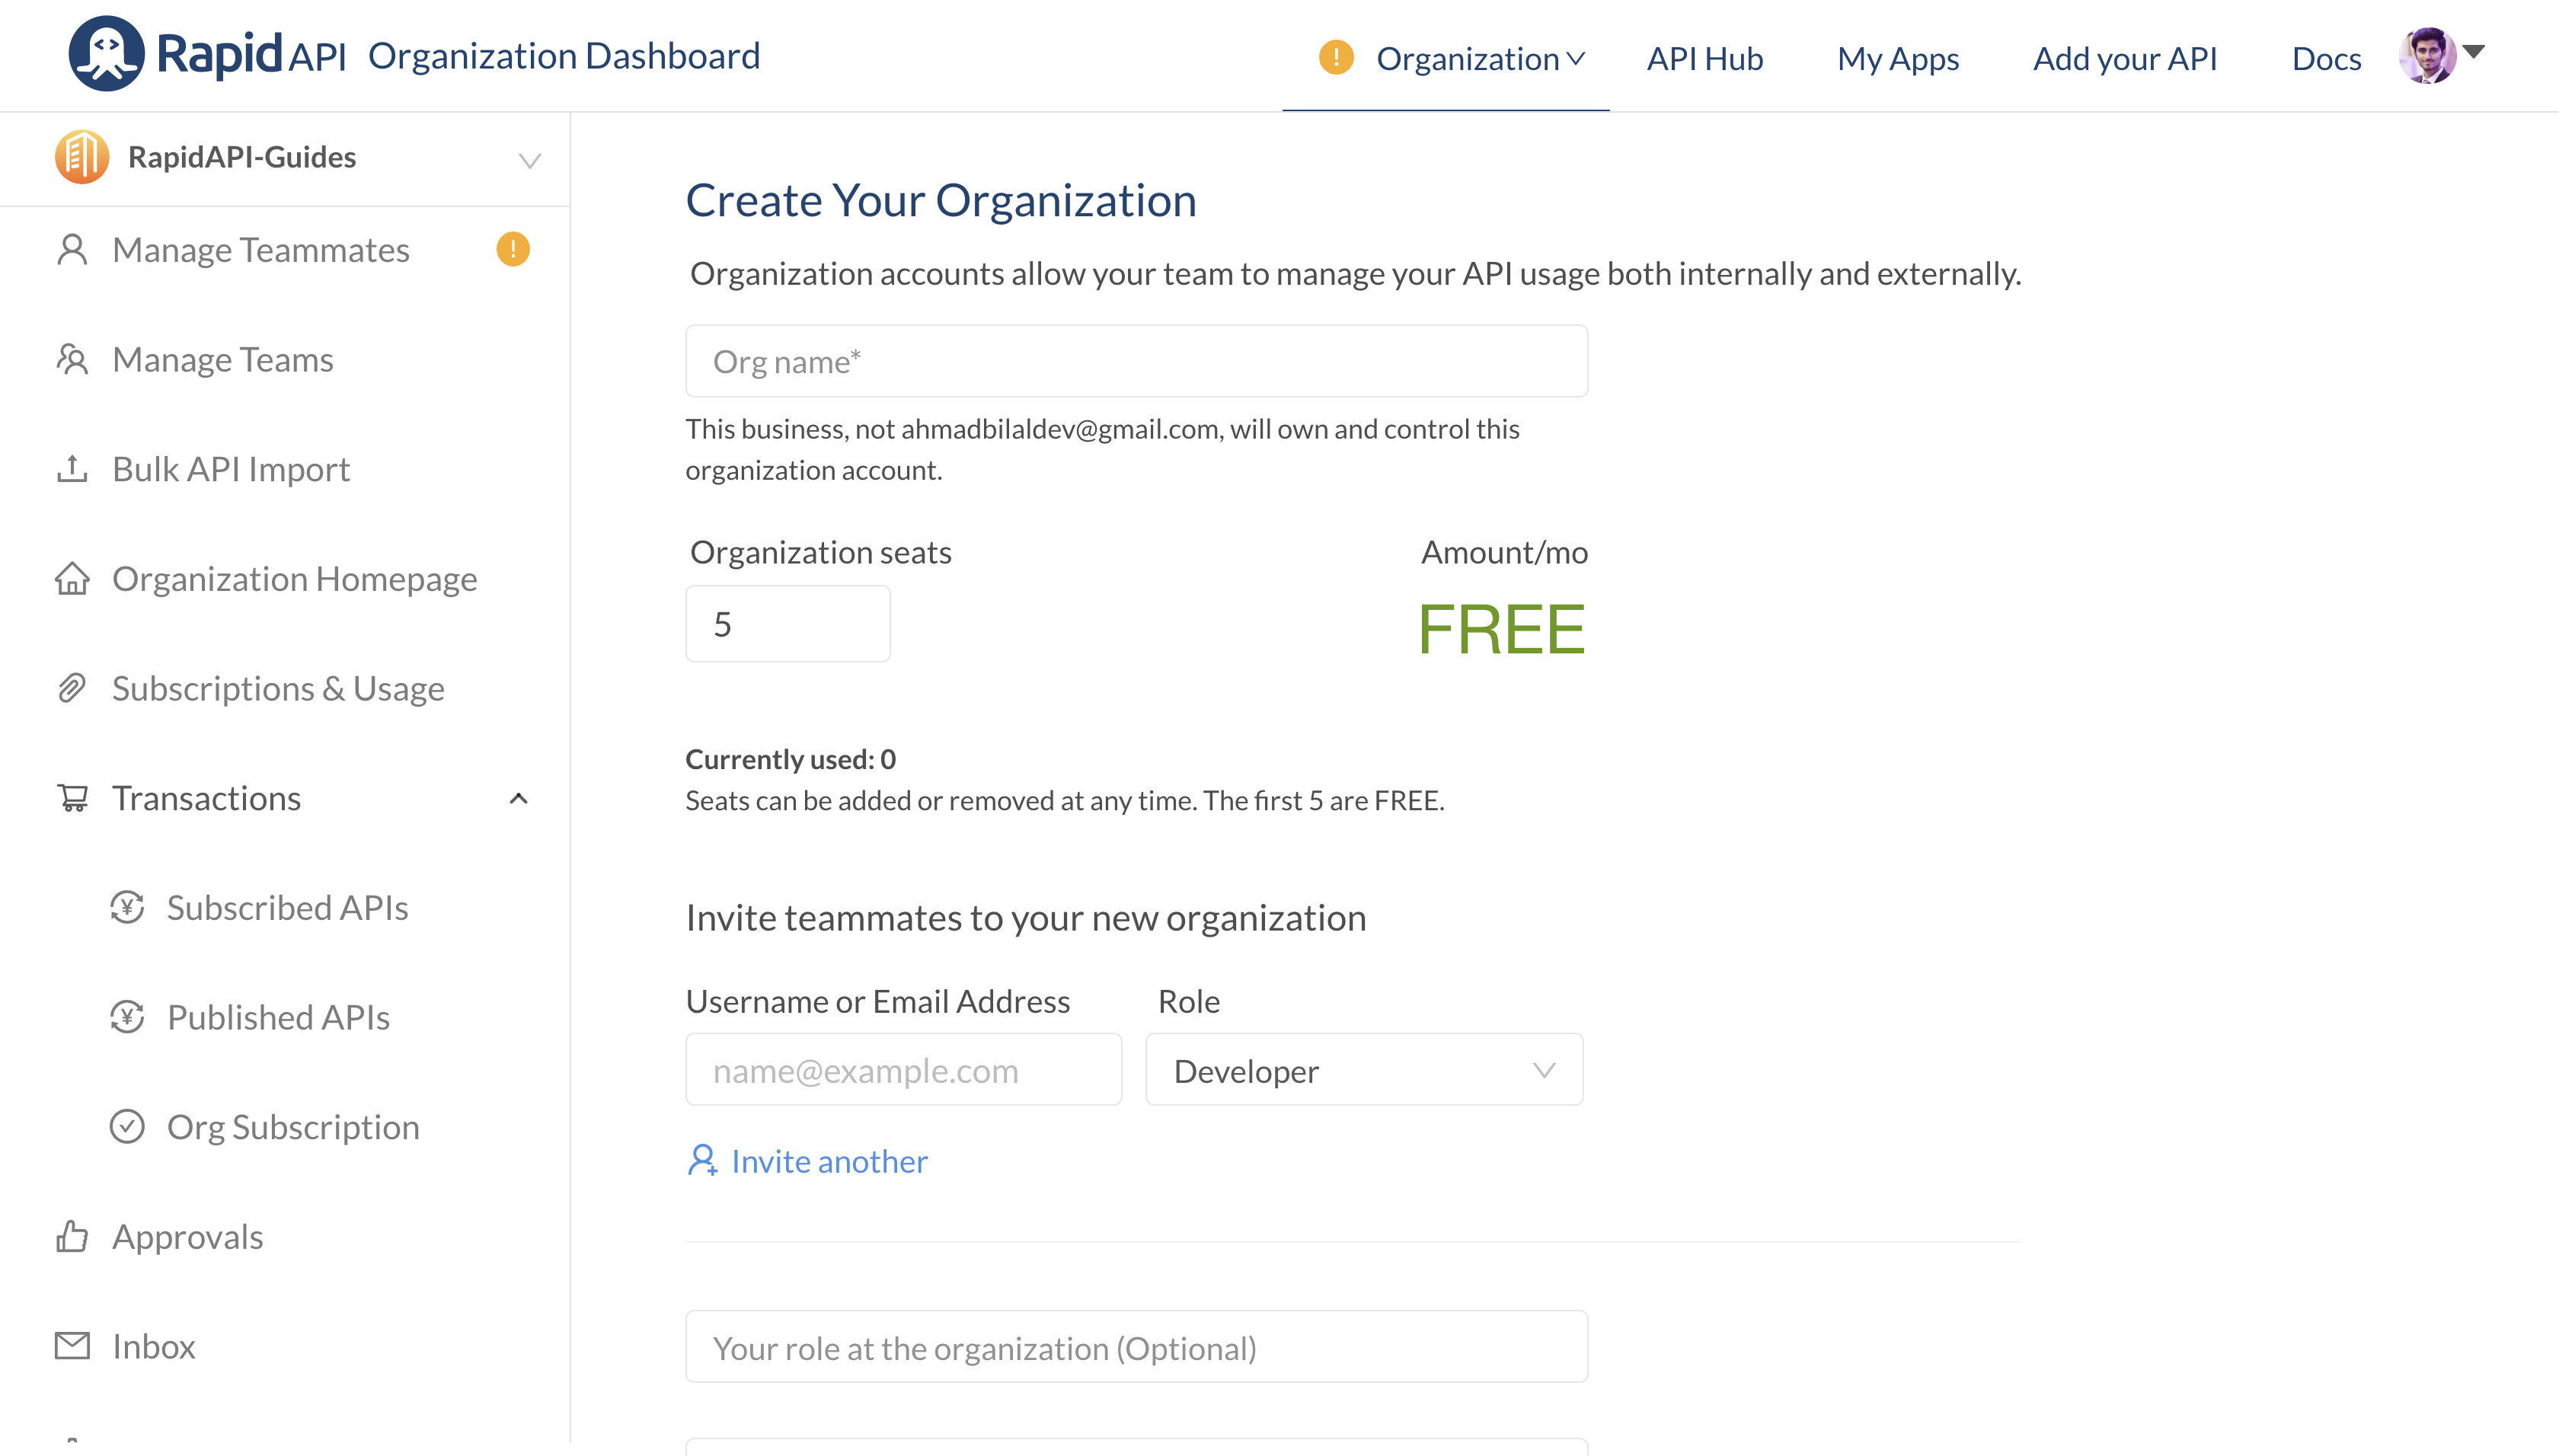 Rapid API Organization Dashboard
! Organization API Hub My Apps Add your API Docs
RapidAPI-Guides
Manage Teammates !
Manage Teams
Bulk API Import
Organization Homepage
Subscriptions & Usage
Transactions
¥ Subscribed APIs
¥ Published APIs
Org Subscription
Approvals
Inbox
Create Your Organization
Organization accounts allow your team to manage your API usage both internally and externally.
Org name*
This business, not ahmadbilaldev@gmail.com, will own and control this
organization account.
Organization seats Amount/mo
5 FREE
Currently used: 0
Seats can be added or removed at any time. The first 5 are FREE.
Invite teammates to your new organization
Username or Email Address Role
name@example.com Developer
Invite another
Your role at the organization (Optional)